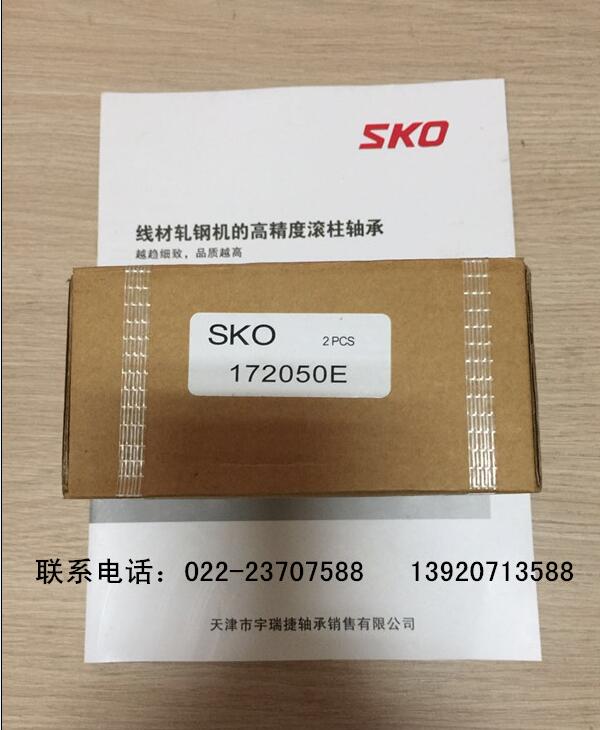 SKO
线材轧钢机的高精度滚柱轴承
越趋细致，品质越高
SKO 2PCS
172050E
联系电话：022-23707588 13920713588
天津市宇瑞捷轴承销售有限公司